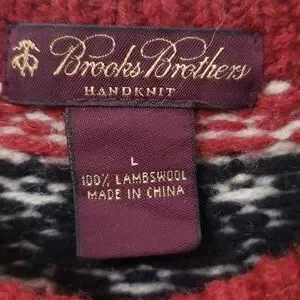 Brooks Brothers
HANDKNIT
L
100% LAMBSWOOL
MADE IN CHINA